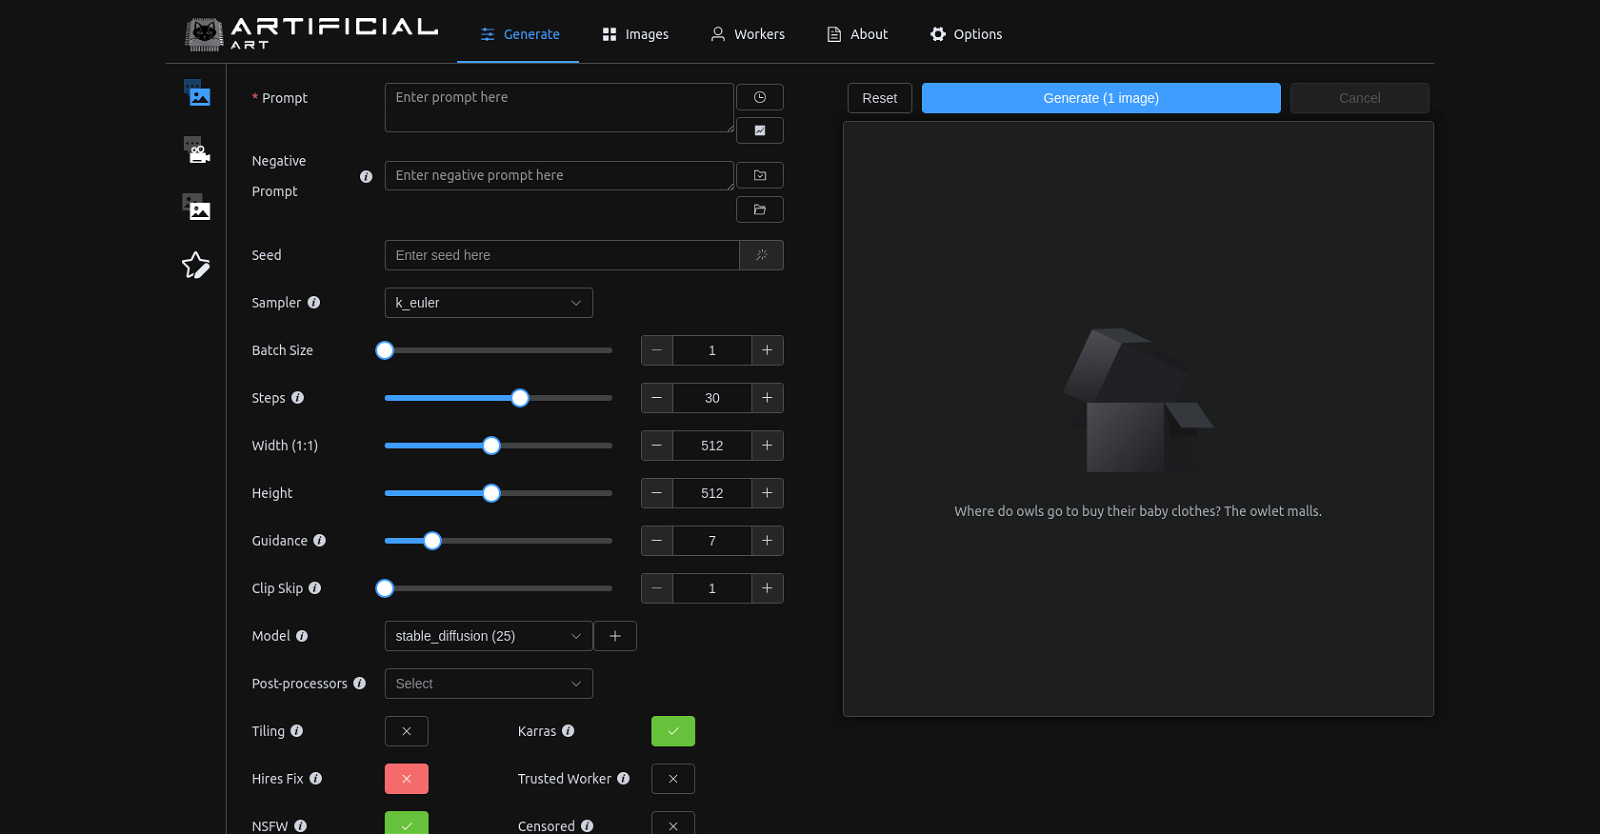 ARTIFICIAL
ART
Generate
Images
Workers
About
Options
* Prompt
Enter prompt here
Reset
Generate (1 image)
Cancel
Negative
Prompt
Enter negative prompt here
Seed
Enter seed here
Sampler
k_euler
Batch Size
1
Steps
30
Width (1:1)
512
Height
512
Guidance
7
Clip Skip
1
Model
stable_diffusion (25)
Post-processors
Select
Tiling
Karras
Hires Fix
Trusted Worker
NSFW
Censored
Where do owls go to buy their baby clothes? The owlet malls.